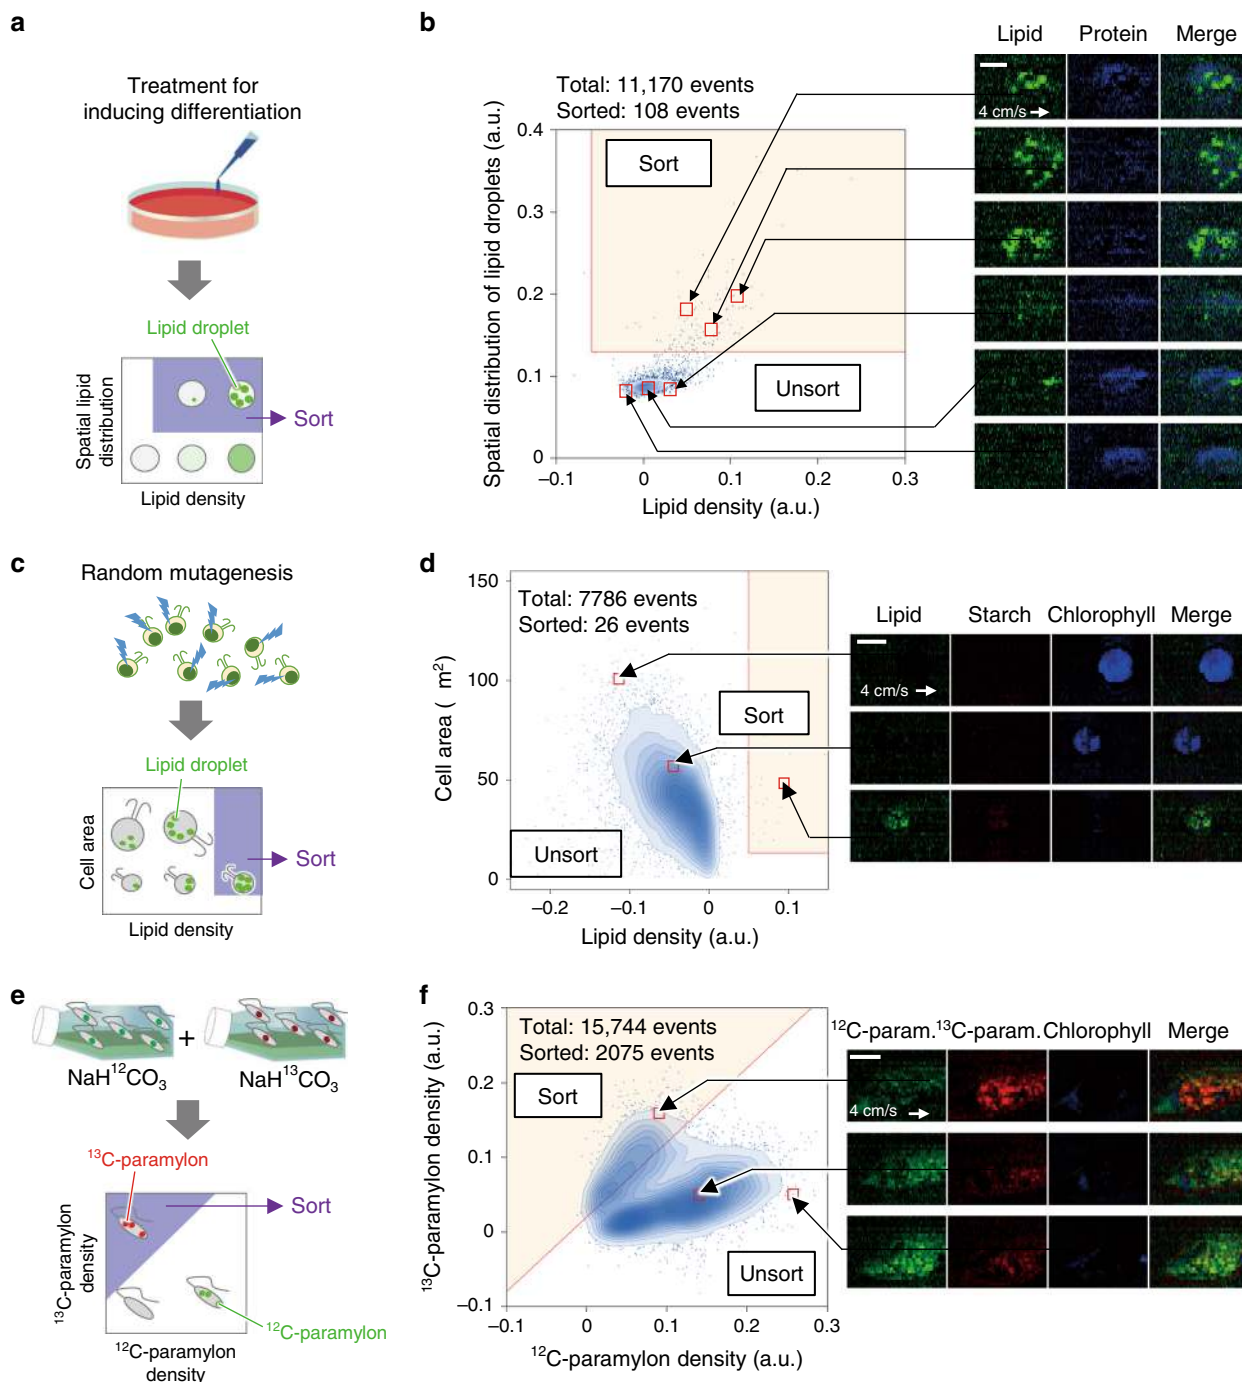 a
Treatment for
inducing differentiation
Lipid droplet
Spatial lipid
distribution
Sort
Lipid density
b
Total: 11,170 events
Sorted: 108 events
Spatial distribution of lipid droplets (a.u.)
0.4
0.3
0.2
0.1
0
Sort
Unsort
–0.1 0 0.1 0.2 0.3
Lipid density (a.u.)
Lipid Protein Merge
4 cm/s
c
Random mutagenesis
Lipid droplet
Cell area
Sort
Lipid density
d
Total: 7786 events
Sorted: 26 events
Cell area ( m²)
150
100
50
0
Sort
Unsort
–0.2 –0.1 0 0.1
Lipid density (a.u.)
Lipid Starch Chlorophyll Merge
4 cm/s
e
+
NaH¹²CO₃ NaH¹³CO₃
¹³C-paramylon
¹³C-paramylon
density
Sort
¹²C-paramylon
¹²C-paramylon
density
f
Total: 15,744 events
Sorted: 2075 events
¹³C-paramylon density (a.u.)
0.3
0.2
0.1
0
–0.1
Sort
Unsort
–0.1 0 0.1 0.2 0.3
¹²C-paramylon density (a.u.)
¹²C-param. ¹³C-param. Chlorophyll Merge
4 cm/s